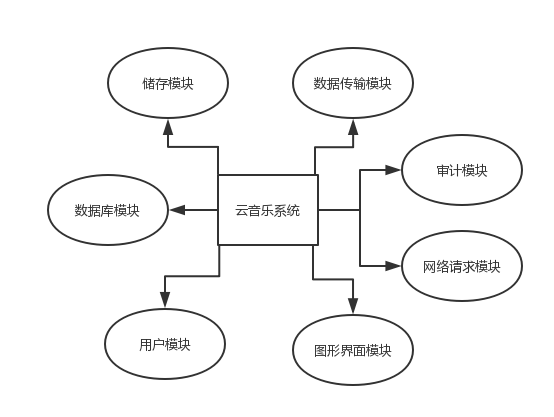 储存模块
数据传输模块
审计模块
数据库模块
云音乐系统
网络请求模块
用户模块
图形界面模块